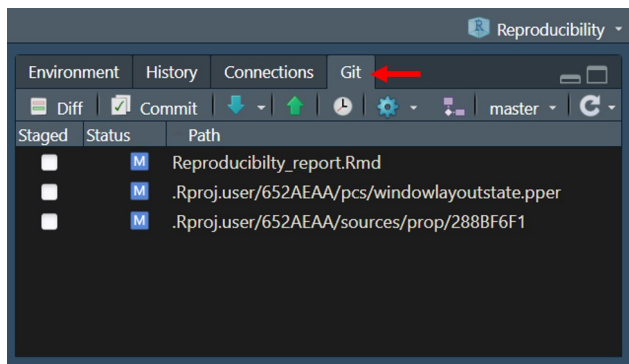 R Reproducibility
Environment History Connections Git
Diff Commit master
Staged Status Path
M Reproducibilty_report.Rmd
M .Rproj.user/652AEAA/pcs/windowlayoutstate.pper
M .Rproj.user/652AEAA/sources/prop/288BF6F1